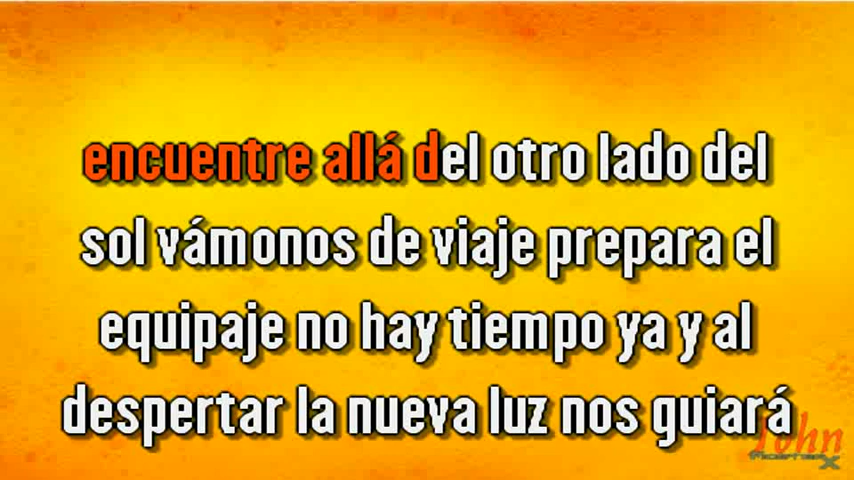 encuentre allá del otro lado del
sol vámonos de viaje prepara el
equipaje no hay tiempo ya y al
despertar la nueva luz nos guiará
John